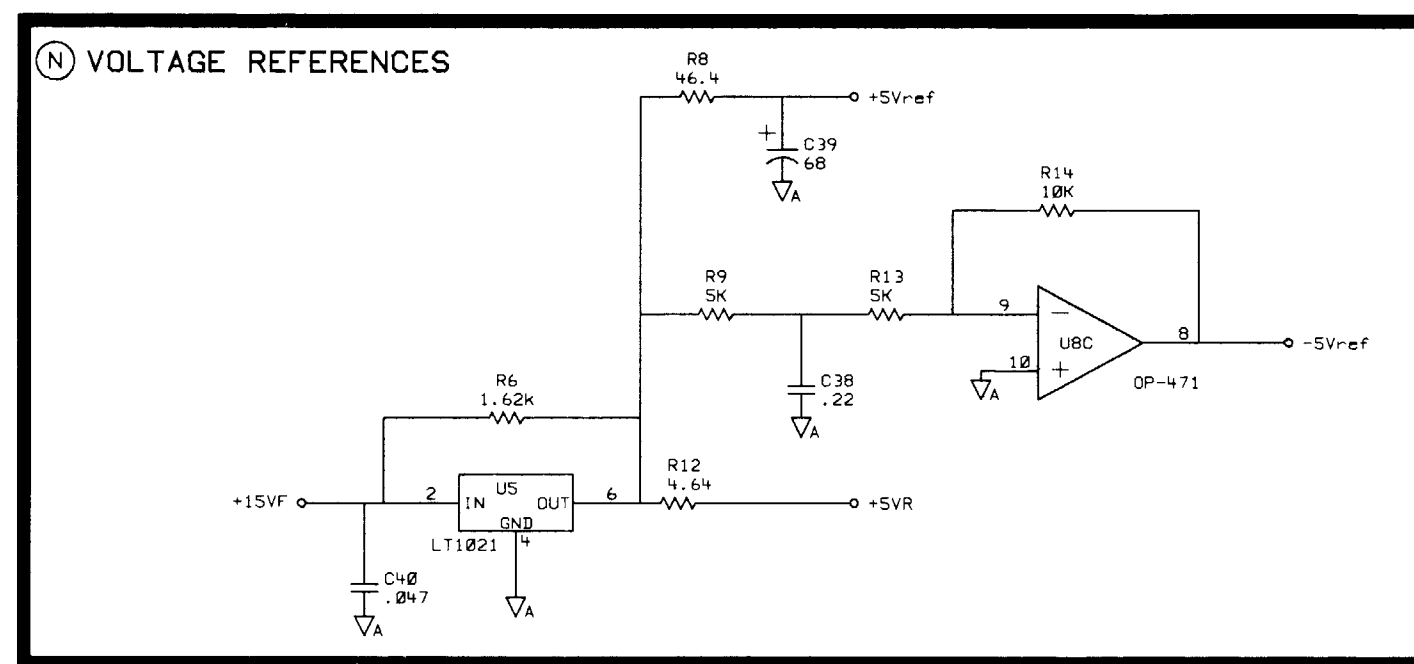 N VOLTAGE REFERENCES
R8
46.4
+5Vref
+
C39
68
A
R14
10K
R9
5K
R13
5K
9
−
U8C
8
-5Vref
10
+
A
OP-471
C38
.22
A
R6
1.62k
R12
4.64
+15VF
2
U5
IN OUT
GND
6
+5VR
LT1021
4
C40
.047
A
A